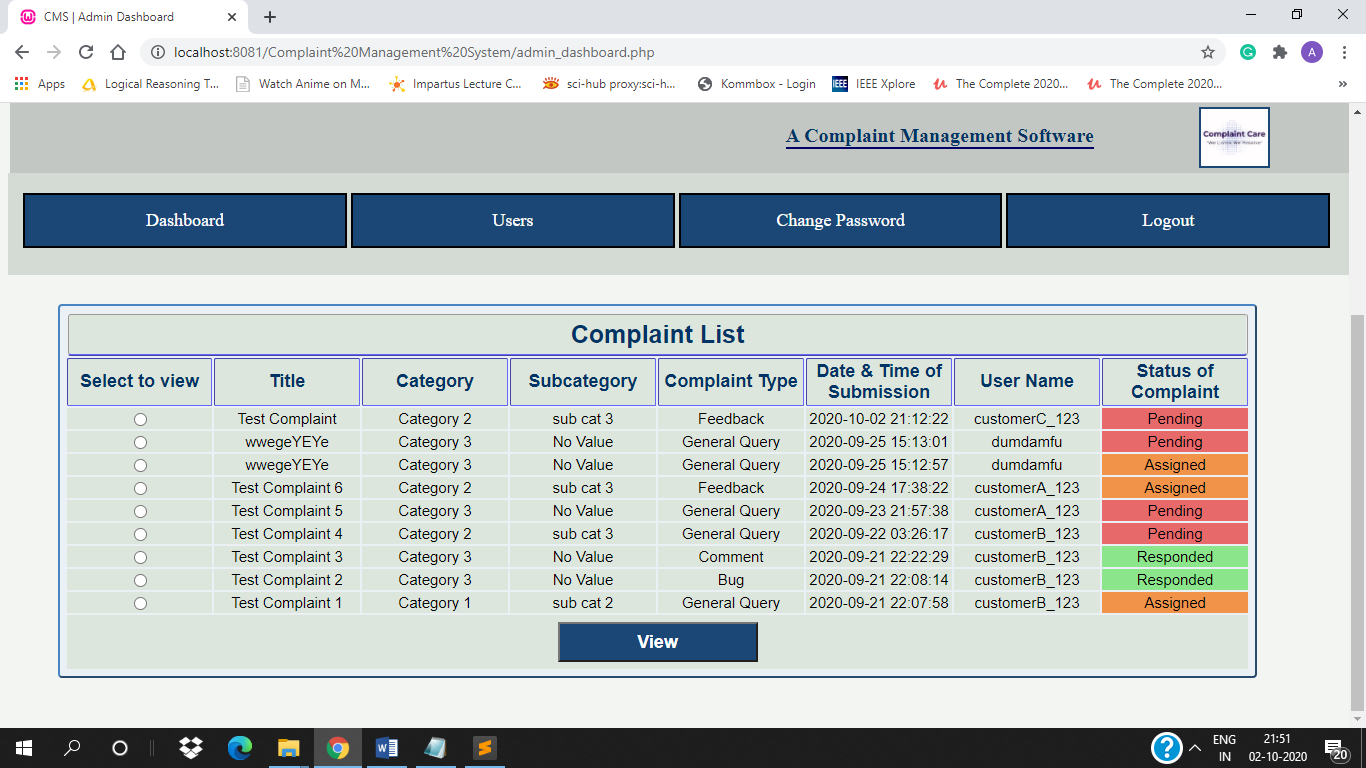 CMS | Admin Dashboard
localhost:8081/Complaint%20Management%20System/admin_dashboard.php
A
Apps Logical Reasoning T... Watch Anime on M... Impartus Lecture C... sci-hub proxy:sci-h... Kommbox - Login IEEE IEEE Xplore The Complete 2020... The Complete 2020... »
A Complaint Management Software
Complaint Care
Dashboard Users Change Password Logout
Complaint List
Select to view Title Category Subcategory Complaint Type Date & Time of Submission User Name Status of Complaint
Test Complaint Category 2 sub cat 3 Feedback 2020-10-02 21:12:22 customerC_123 Pending
wwegeYEYe Category 3 No Value General Query 2020-09-25 15:13:01 dumdamfu Pending
wwegeYEYe Category 3 No Value General Query 2020-09-25 15:12:57 dumdamfu Assigned
Test Complaint 6 Category 2 sub cat 3 Feedback 2020-09-24 17:38:22 customerA_123 Assigned
Test Complaint 5 Category 3 No Value General Query 2020-09-23 21:57:38 customerA_123 Pending
Test Complaint 4 Category 2 sub cat 3 General Query 2020-09-22 03:26:17 customerB_123 Pending
Test Complaint 3 Category 3 No Value Comment 2020-09-21 22:22:29 customerB_123 Responded
Test Complaint 2 Category 3 No Value Bug 2020-09-21 22:08:14 customerB_123 Responded
Test Complaint 1 Category 1 sub cat 2 General Query 2020-09-21 22:07:58 customerB_123 Assigned
View
ENG 21:51
IN 02-10-2020 20